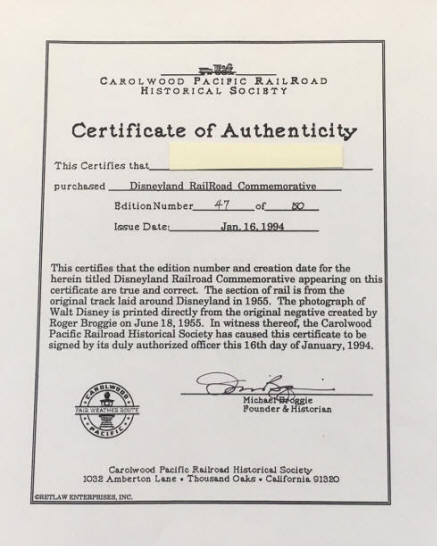 CAROLWOOD PACIFIC RAILROAD
HISTORICAL SOCIETY
Certificate of Authenticity
This Certifies that
purchased Disneyland RailRoad Commemorative
Edition Number 47 of
Issue Date: Jan. 16, 1994
This certifies that the edition number and creation date for the
herein titled Disneyland Railroad Commemorative appearing on this
certificate are true and correct. The section of rail is from the
original track laid around Disneyland in 1955. The photograph of
Walt Disney is printed directly from the original negative created by
Roger Broggie on June 18, 1955. In witness thereof, the Carolwood
Pacific Railroad Historical Society has caused this certificate to be
signed by its duly authorized officer this 16th day of January, 1994.
Michael Broggie
Founder & Historian
CAROLWOOD
FAIR WEATHER ROUTE
PACIFIC
Carolwood Pacific Railroad Historical Society
1032 Amberton Lane • Thousand Oaks • California 91320
©RETLAW ENTERPRISES, INC.